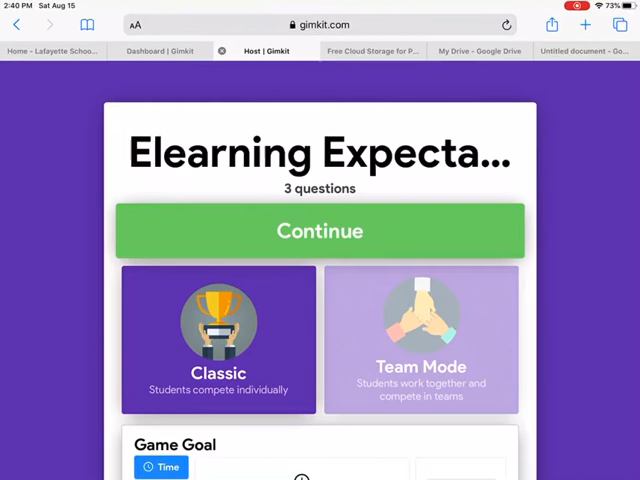 2:40 PM Sat Aug 15
73%
AA
gimkit.com
Home - Lafayette Schoo...
Dashboard | Gimkit
Host | Gimkit
Free Cloud Storage for P...
My Drive - Google Drive
Untitled document - Go...
Elearning Expecta...
3 questions
Continue
Classic
Students compete individually
Team Mode
Students work together and
compete in teams
Game Goal
Time